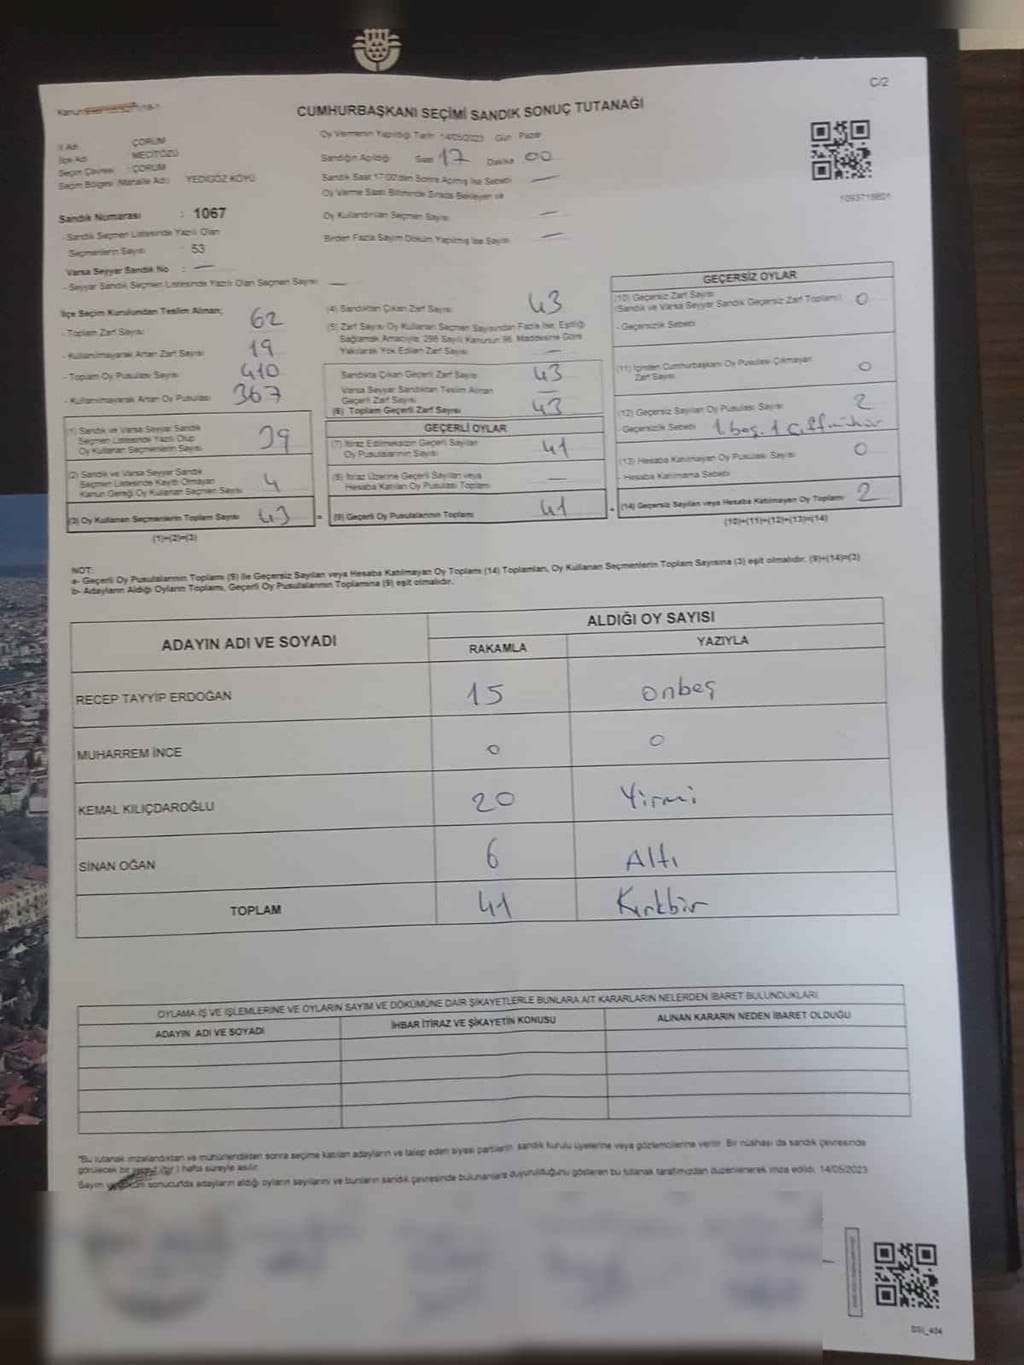 C/2
CUMHURBAŞKANI SEÇİMİ SANDIK SONUÇ TUTANAĞI
İl Adı ÇORUM
İlçe Adı MECİTÖZÜ
Seçim Çevresi : ÇORUM
Seçim Bölgesi (Mahalle Adı) YEDİGÖZ KÖYÜ
Oy Vermenin Yapıldığı Tarih 14/05/2023 Gün Pazar
Sandığın Açıldığı Saat 17 Dakika 00
Sandık Saat 17:00'den Sonra Açılmış İse Sebebi —
Oy Verme Saati Bitiminde Sırada Bekleyen ve
Oy Kullandırılan Seçmen Sayısı —
Birden Fazla Sayım Döküm Yapılmış İse Sayısı —
1093719801
Sandık Numarası : 1067
- Sandık Seçmen Listesinde Yazılı Olan
Seçmenlerin Sayısı : 53
Varsa Seyyar Sandık No : —
- Seyyar Sandık Seçmen Listesinde Yazılı Olan Seçmen Sayısı —
İlçe Seçim Kurulundan Teslim Alınan;
- Toplam Zarf Sayısı 62
- Kullanılmayarak Artan Zarf Sayısı 19
- Toplam Oy Pusulası Sayısı 410
- Kullanılmayarak Artan Oy Pusulası 367
(1) Sandık ve Varsa Seyyar Sandık
Seçmen Listesinde Yazılı Olup
Oy Kullanan Seçmenlerin Sayısı 39
(2) Sandık ve Varsa Seyyar Sandık
Seçmen Listesinde Kayıtlı Olmayan
Kanun Gereği Oy Kullanan Seçmen Sayısı 4
(3) Oy Kullanan Seçmenlerin Toplam Sayısı 43
(1)+(2)=(3)
(4) Sandıktan Çıkan Zarf Sayısı 43
(5) Zarf Sayısı Oy Kullanan Seçmen Sayısından Fazla İse, Eşitliği
Sağlamak Amacıyla, 298 Sayılı Kanunun 98. Maddesine Göre
Yakılarak Yok Edilen Zarf Sayısı —
Sandıkta Çıkan Geçerli Zarf Sayısı 43
Varsa Seyyar Sandıktan Teslim Alınan
Geçerli Zarf Sayısı —
(6) Toplam Geçerli Zarf Sayısı 43
GEÇERLİ OYLAR
(7) İtiraz Edilmeksizin Geçerli Sayılan
Oy Pusulalarının Sayısı 41
(8) İtiraz Üzerine Geçerli Sayılan veya
Hesaba Katılan Oy Pusulası Toplamı —
= (9) Geçerli Oy Pusulalarının Toplamı 41
GEÇERSİZ OYLAR
(10) Geçersiz Zarf Sayısı
(Sandık ve Varsa Seyyar Sandık Geçersiz Zarf Toplamı) 0
- Geçersizlik Sebebi
(11) İçinden Cumhurbaşkanı Oy Pusulası Çıkmayan
Zarf Sayısı 0
(12) Geçersiz Sayılan Oy Pusulası Sayısı 2
- Geçersizlik Sebebi 1 boş. 1 çift mühür
(13) Hesaba Katılmayan Oy Pusulası Sayısı 0
- Hesaba Katılmama Sebebi
+ (14) Geçersiz Sayılan veya Hesaba Katılmayan Oy Toplamı 2
(10)+(11)+(12)+(13)=(14)
NOT:
a- Geçerli Oy Pusulalarının Toplamı (9) ile Geçersiz Sayılan veya Hesaba Katılmayan Oy Toplamı (14) Toplamları, Oy Kullanan Seçmenlerin Toplam Sayısına (3) eşit olmalıdır. (9)+(14)=(3)
b- Adayların Aldığı Oyların Toplamı, Geçerli Oy Pusulalarının Toplamına (9) eşit olmalıdır.
ADAYIN ADI VE SOYADI ALDIĞI OY SAYISI
RAKAMLA YAZIYLA
RECEP TAYYİP ERDOĞAN 15 onbeş
MUHARREM İNCE 0 0
KEMAL KILIÇDAROĞLU 20 Yirmi
SİNAN OĞAN 6 Altı
TOPLAM 41 Kırkbir
OYLAMA İŞ VE İŞLEMLERİNE VE OYLARIN SAYIM VE DÖKÜMÜNE DAİR ŞİKAYETLERLE BUNLARA AİT KARARLARIN NELERDEN İBARET BULUNDUKLARI
ADAYIN ADI VE SOYADI İHBAR İTİRAZ VE ŞİKAYETİN KONUSU ALINAN KARARIN NEDEN İBARET OLDUĞU
"Bu tutanak imzalandıktan ve mühürlendikten sonra seçime katılan adayların ve talep eden siyasi partilerin, sandık kurulu üyelerine veya gözlemcilerine verilir. Bir nüshası da sandık çevresinde
görülecek bir yere 1 (bir) hafta süreyle asılır.
Sayım sonucunda adayların aldığı oyların sayılarını ve bunların sandık çevresinde bulunanlara duyurulduğunu gösteren bu tutanak tarafımızdan düzenlenerek imza edildi. 14/05/2023